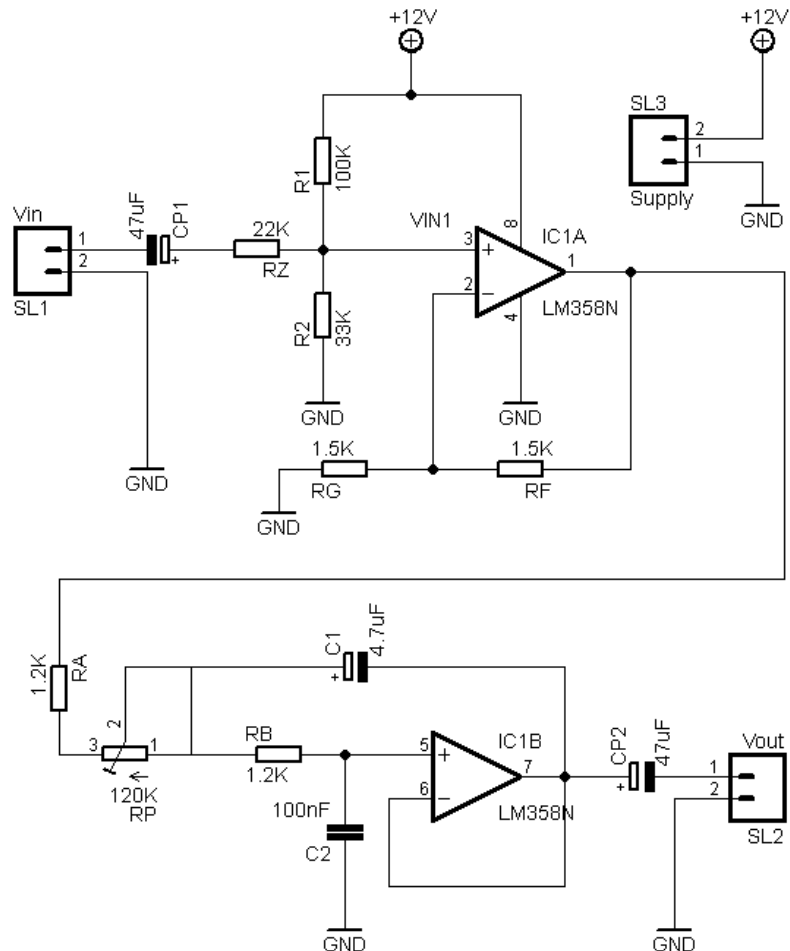 +12V
+12V
SL3
2
1
Supply
GND
R1
100K
Vin
1
2
SL1
47uF
CP1
+
22K
RZ
VIN1
3
+
2
−
8
4
IC1A
1
LM358N
R2
33K
GND
GND
GND
1.5K
RG
1.5K
RF
GND
1.2K
RA
C1
4.7uF
+
3
2
1
120K
RP
RB
1.2K
5
+
6
−
IC1B
7
LM358N
100nF
C2
CP2
47uF
+
Vout
1
2
SL2
GND
GND